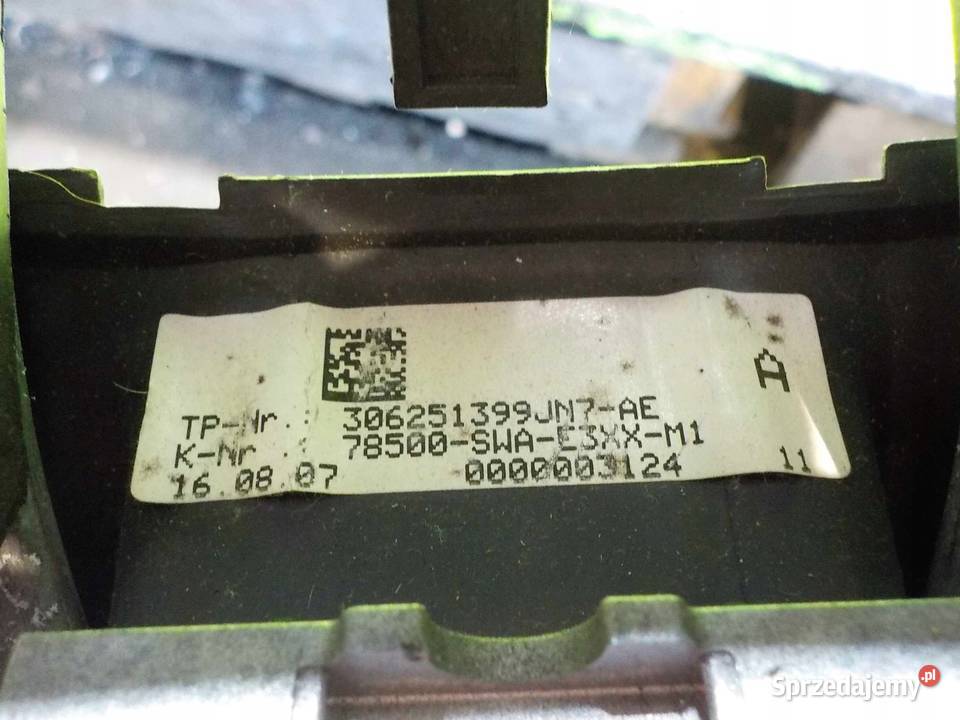 TP-Nr.: 306251399JN7-AE
K-Nr : 78500-SWA-E3XX-M1
16.08.07 0000003124 11
A
Sprzedajemy.pl